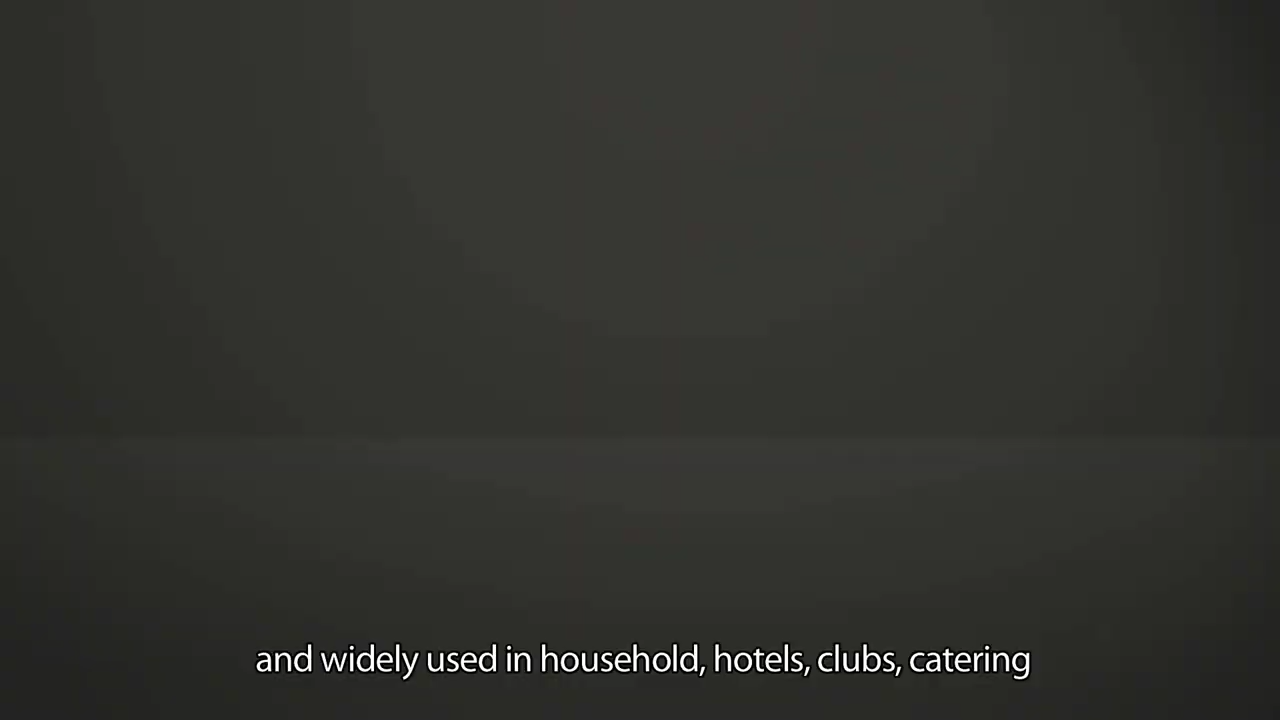 and widely used in household, hotels, clubs, catering